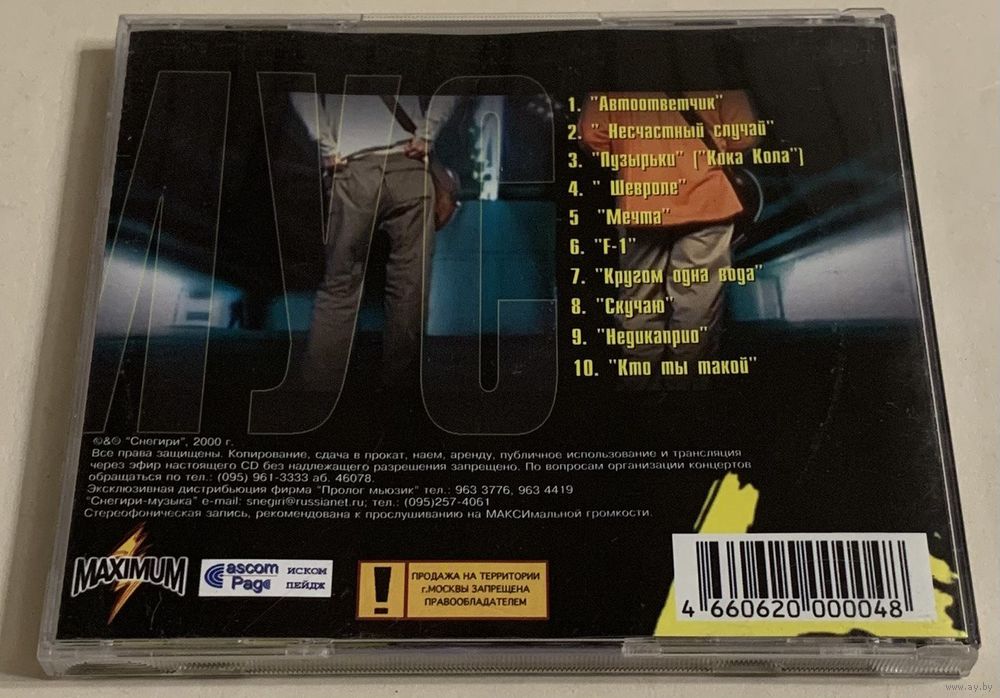 ЛУС
1. "Автоответчик"
2. " Несчастный случай"
3. "Пузырьки" ("Кока Кола")
4. " Шевроле"
5 "Мечта"
6. "F-1"
7. "Кругом одна вода"
8. "Скучаю"
9. "Недикаприо"
10. "Кто ты такой"
©&℗ "Снегири", 2000 г.
Все права защищены. Копирование, сдача в прокат, наем, аренду, публичное использование и трансляция
через эфир настоящего CD без надлежащего разрешения запрещено. По вопросам организации концертов
обращаться по тел.: (095) 961-3333 аб. 46078.
Эксклюзивная дистрибьюция фирма "Пролог мьюзик" тел.: 963 3776, 963 4419
"Снегири-музыка" e-mail: snegiri@russianet.ru; тел.: (095)257-4061
Стереофоническая запись, рекомендована к прослушиванию на МАКСИмальной громкости.
MAXIMUM
ascom
Page
ИСКОМ
ПЕЙДЖ
!
ПРОДАЖА НА ТЕРРИТОРИИ
г.МОСКВЫ ЗАПРЕЩЕНА
ПРАВООБЛАДАТЕЛЕМ
4 660620 000048
www.ay.by